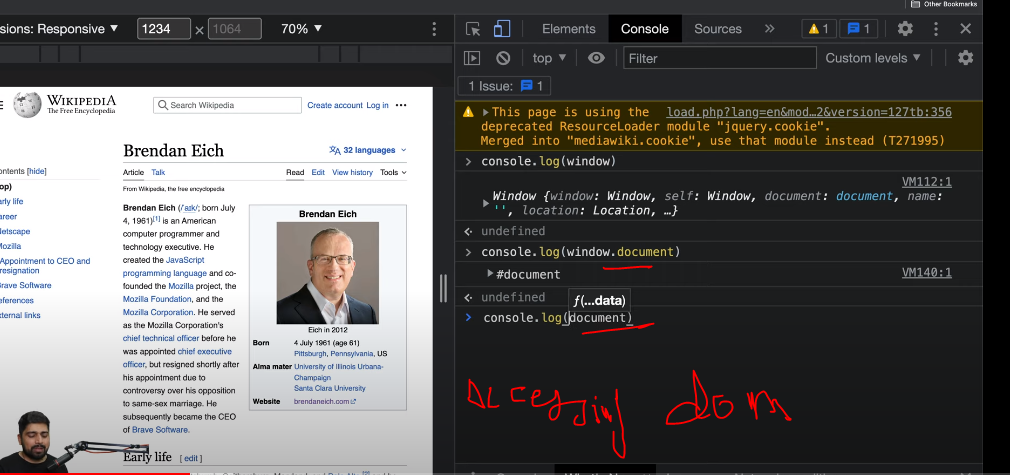 Other Bookmarks
sions: Responsive ▼ 1234 × 1064 70% ▼
Elements Console Sources » 1 1
top ▼ Filter Custom levels ▼
1 Issue: 1
This page is using the load.php?lang=en&mod…2&version=127tb:356
deprecated ResourceLoader module "jquery.cookie".
Merged into "mediawiki.cookie", use that module instead (T271995)
console.log(window)
VM112:1
Window {window: Window, self: Window, document: document, name:
'', location: Location, …}
undefined
console.log(window.document)
#document VM140:1
undefined
ƒ(...data)
console.log(document)
Accessing dom
WIKIPEDIA
The Free Encyclopedia
Search Wikipedia
Create account Log in •••
ontents [hide]
op)
arly life
areer
etscape
ozilla
Appointment to CEO and
resignation
rave Software
eferences
xternal links
Brendan Eich
32 languages
Article Talk Read Edit View history Tools
From Wikipedia, the free encyclopedia
Brendan Eich (/ˈaɪk/; born July
4, 1961)[1] is an American
computer programmer and
technology executive. He
created the JavaScript
programming language and co-
founded the Mozilla project, the
Mozilla Foundation, and the
Mozilla Corporation. He served
as the Mozilla Corporation's
chief technical officer before he
was appointed chief executive
officer, but resigned shortly after
his appointment due to
controversy over his opposition
to same-sex marriage. He
subsequently became the CEO
of Brave Software.
Brendan Eich
Eich in 2012
Born 4 July 1961 (age 61)
Pittsburgh, Pennsylvania, US
Alma mater University of Illinois Urbana-
Champaign
Santa Clara University
Website brendaneich.com
Early life [ edit ]